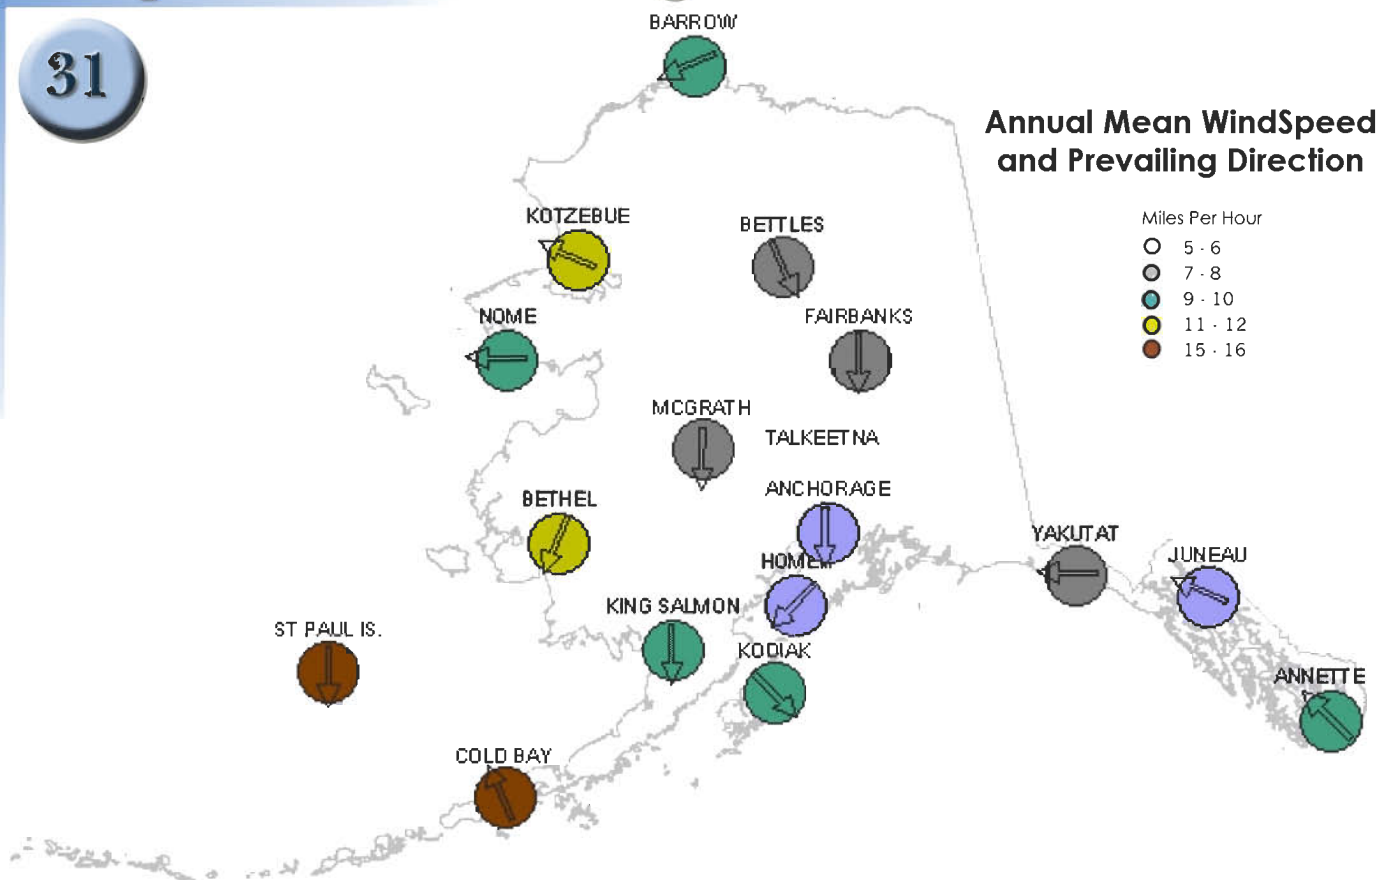 31
BARROW
Annual Mean WindSpeed
and Prevailing Direction
Miles Per Hour
5 - 6
7 - 8
9 - 10
11 - 12
15 - 16
KOTZEBUE
BETTLES
NOME
FAIRBANKS
MCGRATH
TALKEETNA
ANCHORAGE
BETHEL
YAKUTAT
JUNEAU
HOMER
KING SALMON
ST PAUL IS.
KODIAK
ANNETTE
COLD BAY